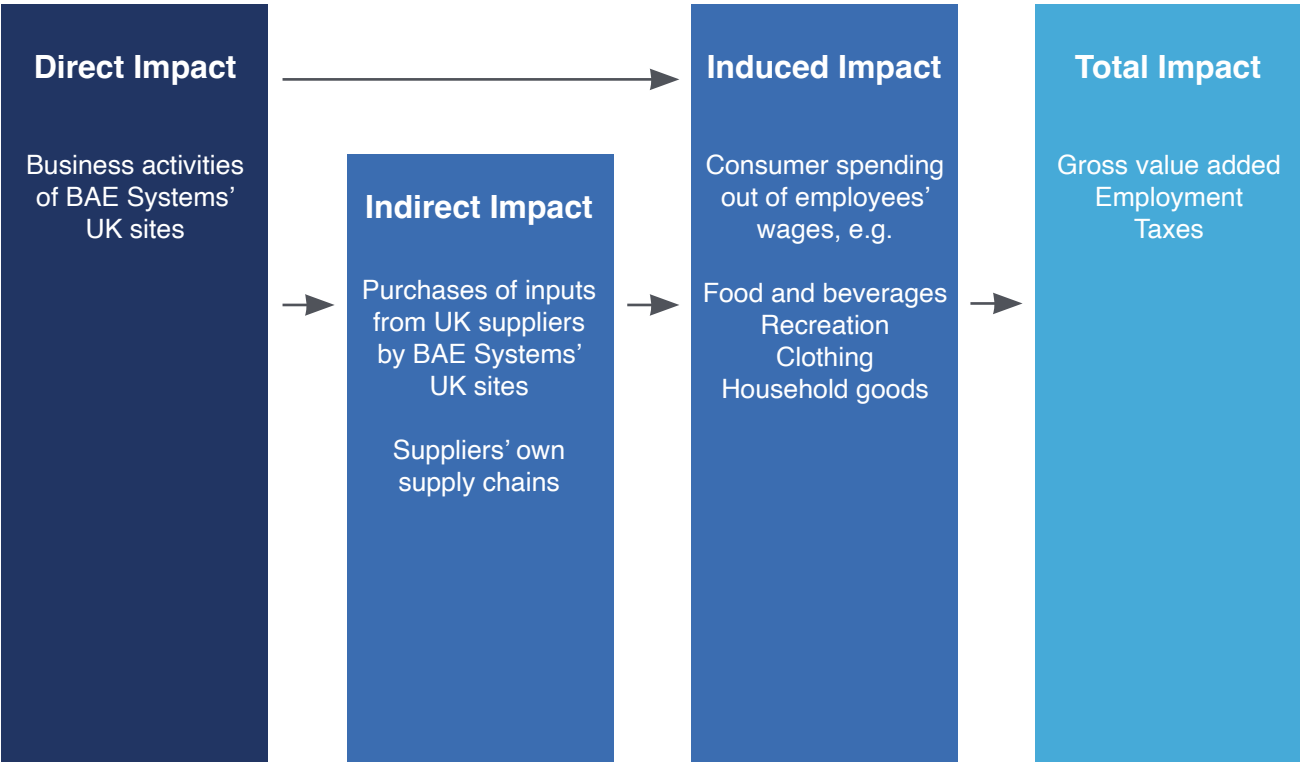 Direct Impact
Business activities
of BAE Systems’
UK sites
Indirect Impact
Purchases of inputs
from UK suppliers
by BAE Systems’
UK sites
Suppliers’ own
supply chains
Induced Impact
Consumer spending
out of employees’
wages, e.g.
Food and beverages
Recreation
Clothing
Household goods
Total Impact
Gross value added
Employment
Taxes